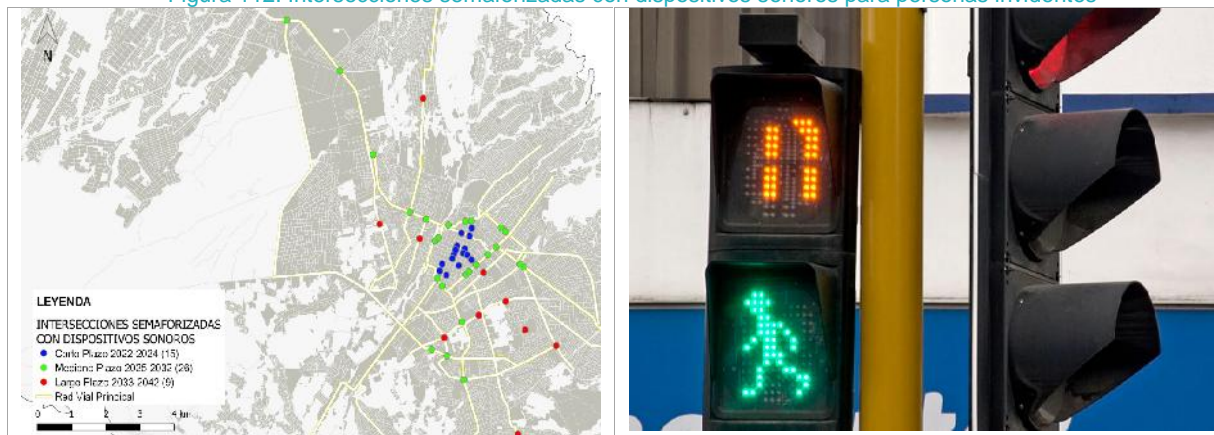 Figura 112. Intersecciones semaforizadas con dispositivos sonoros para personas invidentes
N
LEYENDA
INTERSECCIONES SEMAFORIZADAS
CON DISPOSITIVOS SONOROS
Corto Plazo 2022-2024 (15)
Mediano Plazo 2025-2032 (26)
Largo Plazo 2033-2042 (9)
Red Vial Principal
0 1 2 3 4 km
17